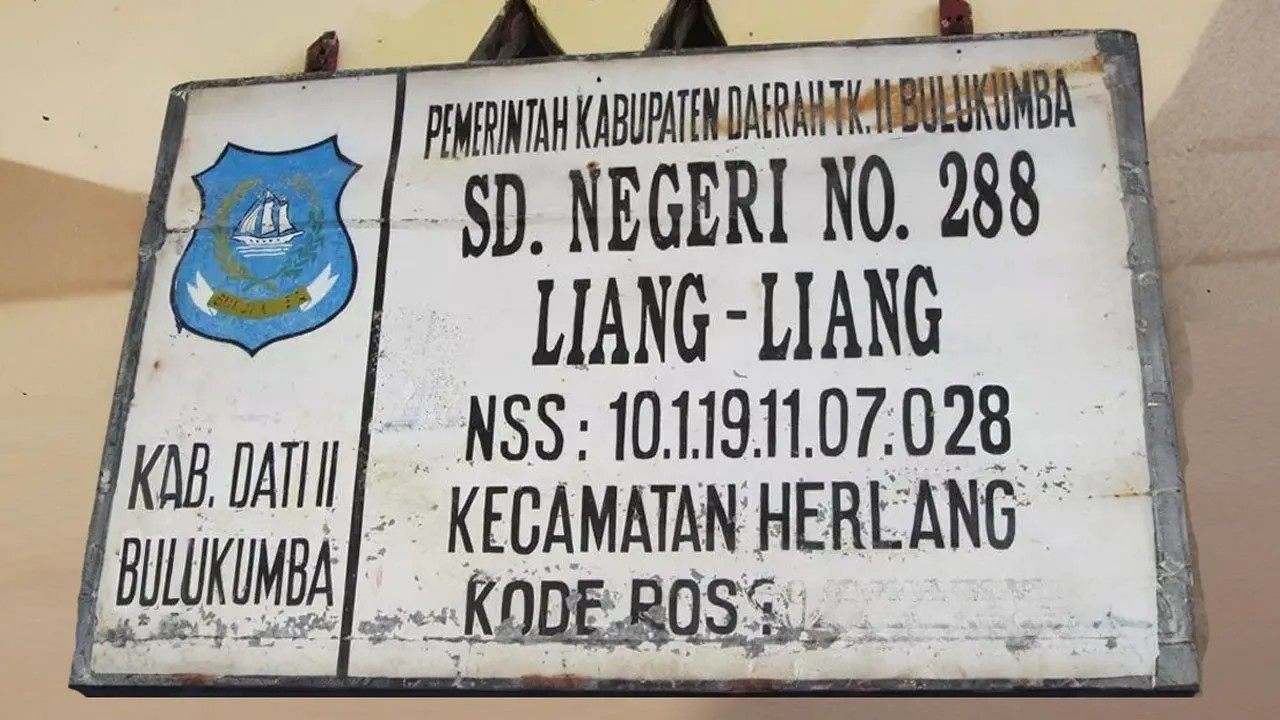 PEMERINTAH KABUPATEN DAERAH TK. II BULUKUMBA
SD. NEGERI NO. 288
LIANG - LIANG
NSS : 10.1.19.11.07.028
KECAMATAN HERLANG
KODE POS :
KAB. DATI II
BULUKUMBA